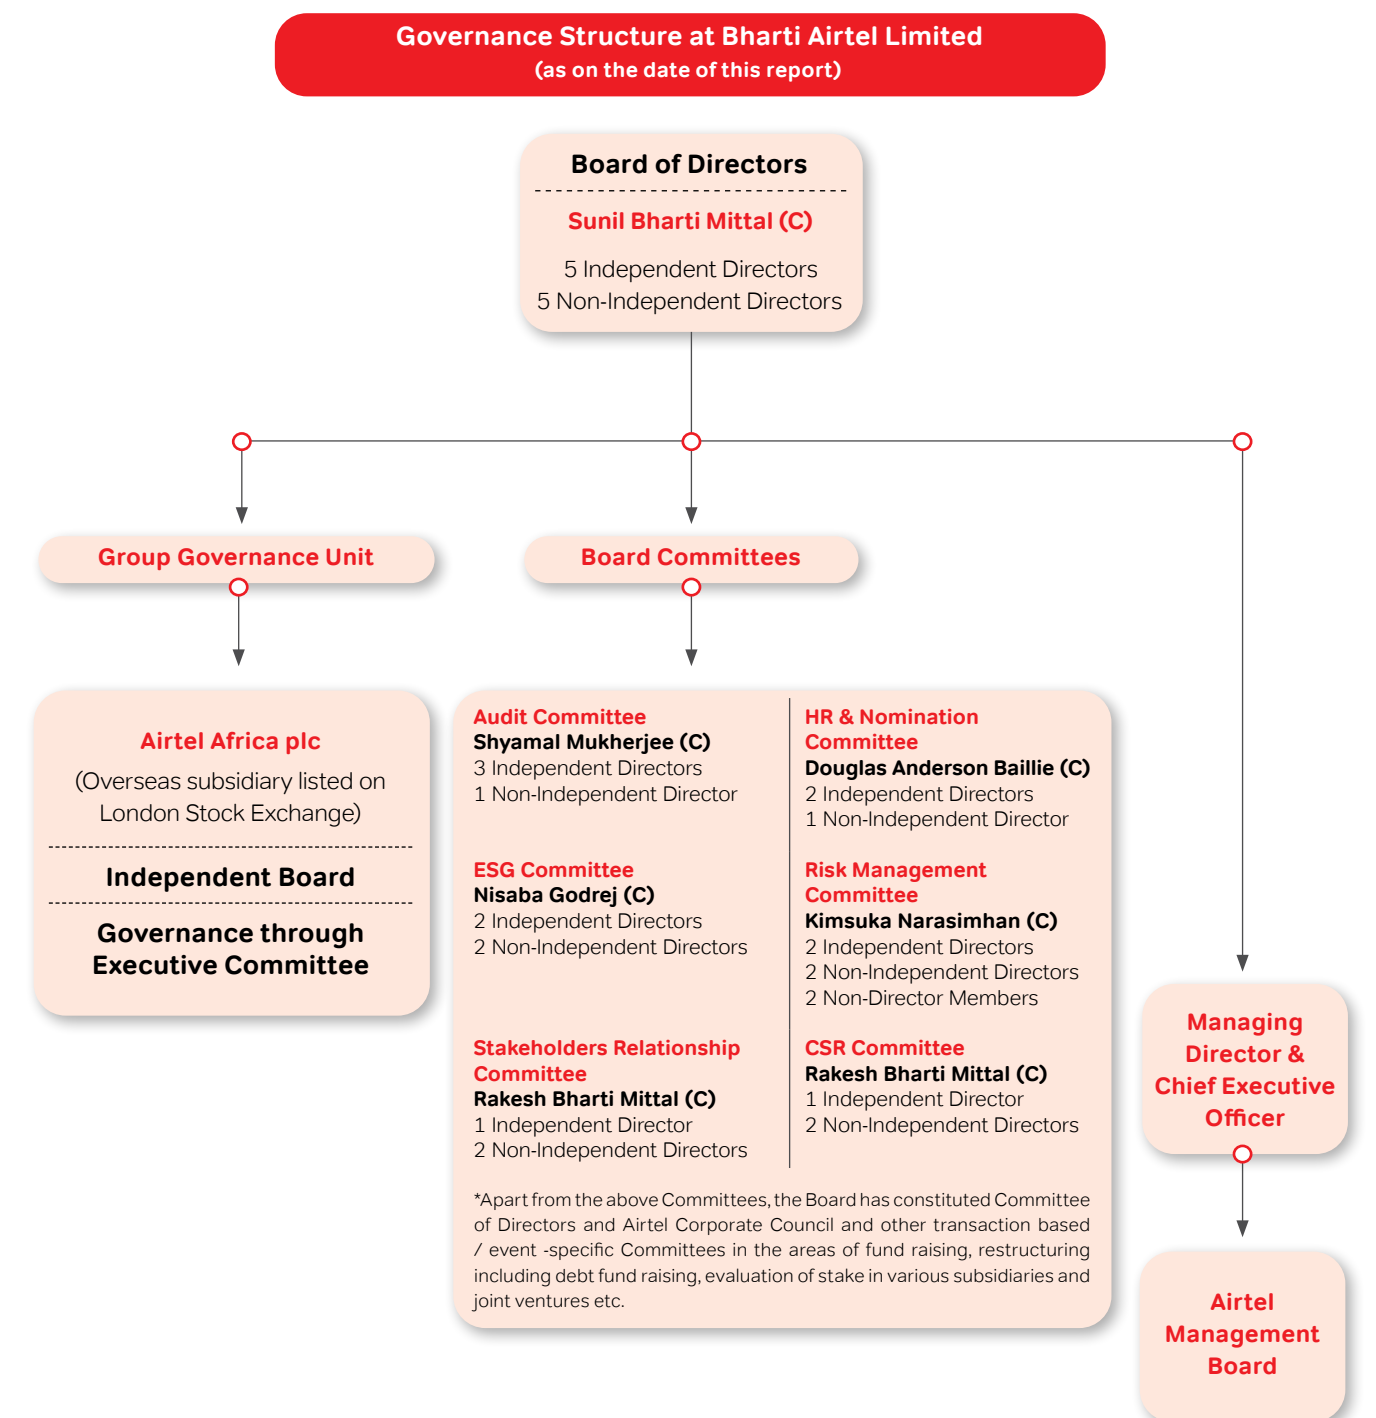 Governance Structure at Bharti Airtel Limited
(as on the date of this report)
Board of Directors
Sunil Bharti Mittal (C)
5 Independent Directors
5 Non-Independent Directors
Group Governance Unit
Board Committees
Airtel Africa plc
(Overseas subsidiary listed on
London Stock Exchange)
Independent Board
Governance through
Executive Committee
Audit Committee
Shyamal Mukherjee (C)
3 Independent Directors
1 Non-Independent Director
HR & Nomination
Committee
Douglas Anderson Baillie (C)
2 Independent Directors
1 Non-Independent Director
ESG Committee
Nisaba Godrej (C)
2 Independent Directors
2 Non-Independent Directors
Risk Management
Committee
Kimsuka Narasimhan (C)
2 Independent Directors
2 Non-Independent Directors
2 Non-Director Members
Stakeholders Relationship
Committee
Rakesh Bharti Mittal (C)
1 Independent Director
2 Non-Independent Directors
CSR Committee
Rakesh Bharti Mittal (C)
1 Independent Director
2 Non-Independent Directors
*Apart from the above Committees, the Board has constituted Committee
of Directors and Airtel Corporate Council and other transaction based
/ event -specific Committees in the areas of fund raising, restructuring
including debt fund raising, evaluation of stake in various subsidiaries and
joint ventures etc.
Managing
Director &
Chief Executive
Officer
Airtel
Management
Board